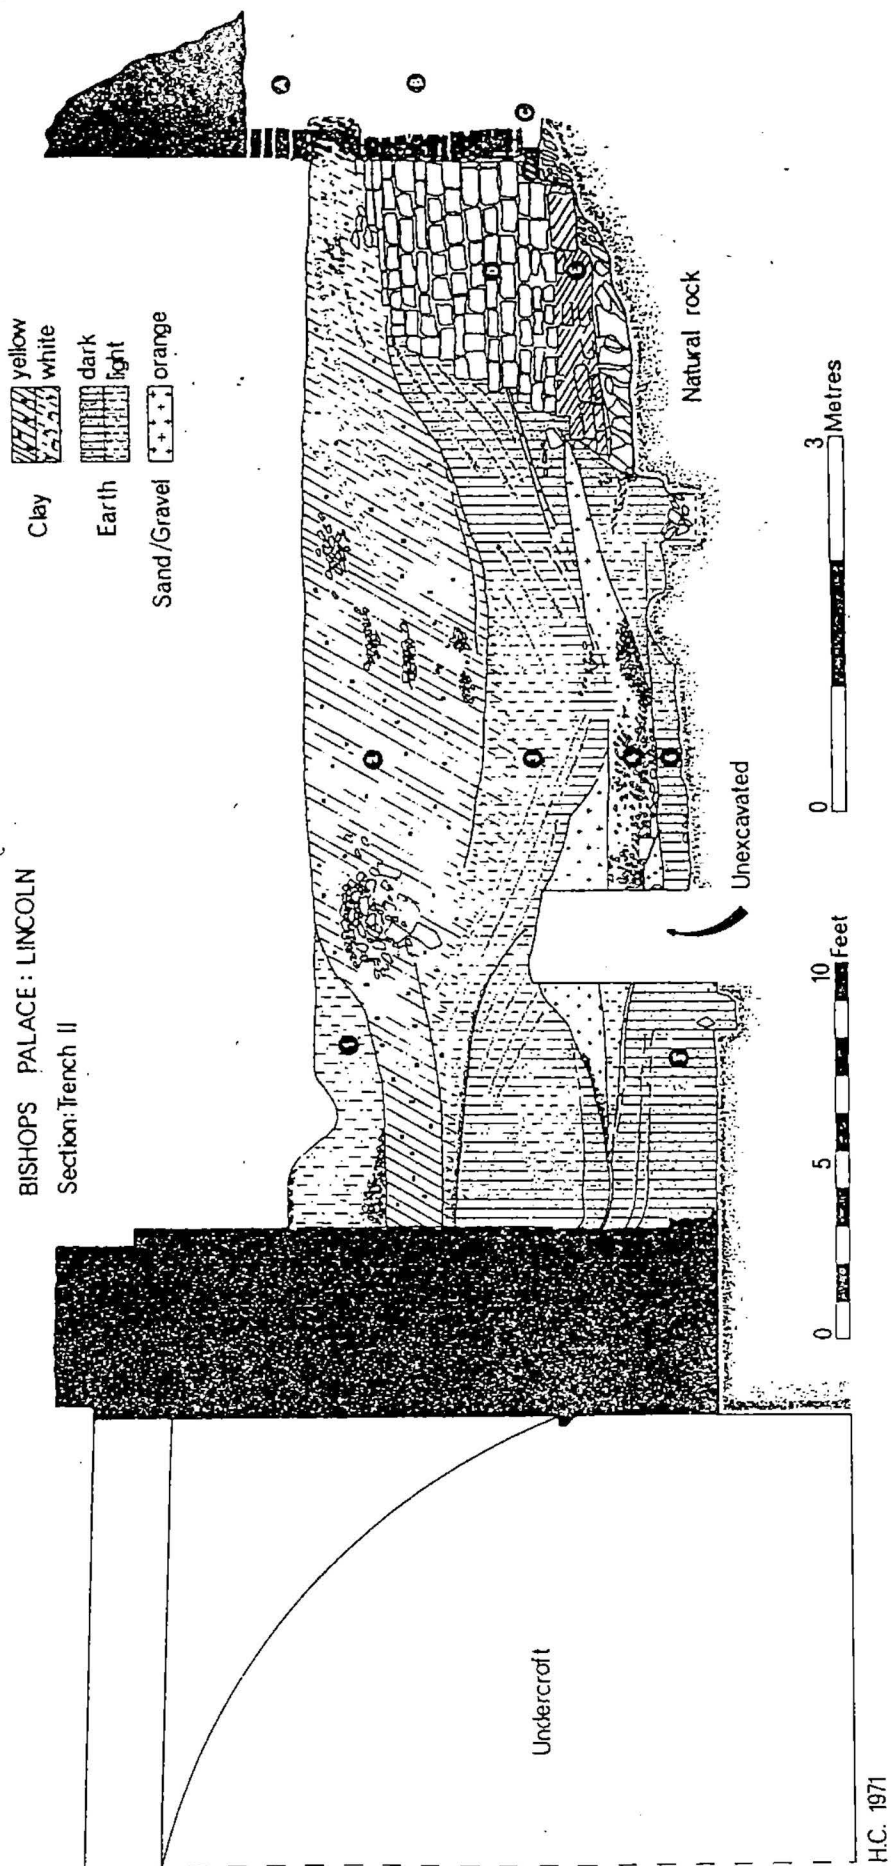 BISHOPS PALACE: LINCOLN
Section: Trench II
Clay
yellow
white
Earth
dark
light
Sand/Gravel
orange
A
B
C
D
Natural rock
Unexcavated
Undercroft
0 5 10 Feet
0 3 Metres
H.C. 1971